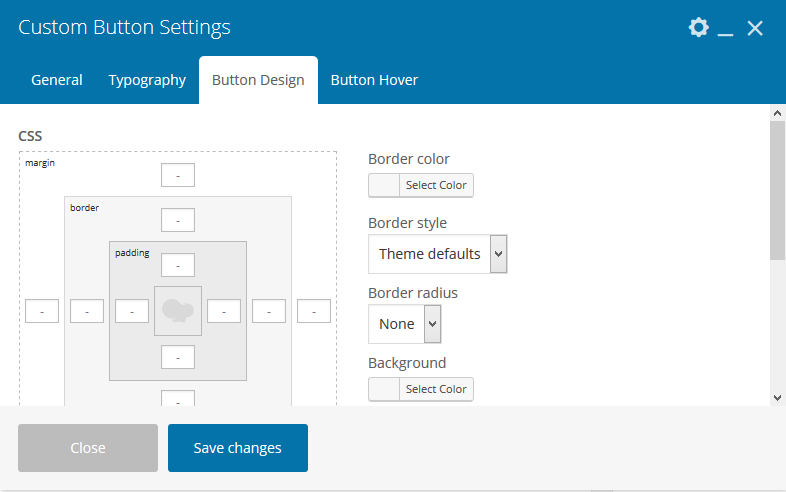 Custom Button Settings
General Typography Button Design Button Hover
CSS
margin
-
border
-
padding
-
- - - - - -
-
-
Border color
Select Color
Border style
Theme defaults
Border radius
None
Background
Select Color
Close Save changes